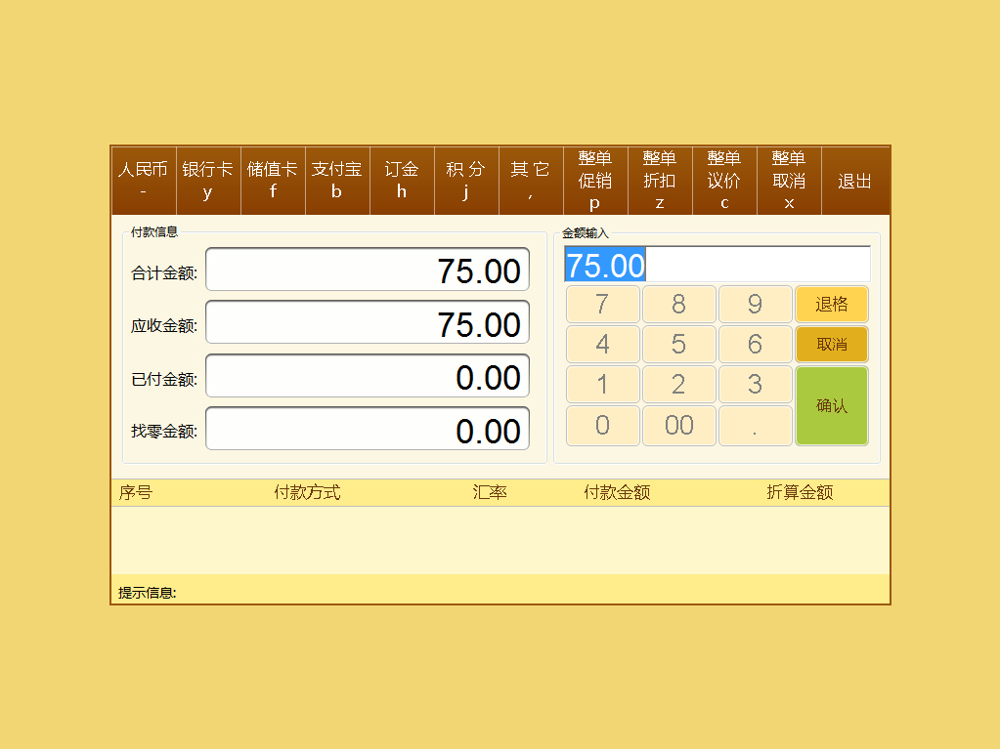 人民币
-
银行卡
y
储值卡
f
支付宝
b
订金
h
积 分
j
其 它
,
整单
促销
p
整单
折扣
z
整单
议价
c
整单
取消
x
退出
付款信息
合计金额: 75.00
应收金额: 75.00
已付金额: 0.00
找零金额: 0.00
金额输入
75.00
7 8 9 退格
4 5 6 取消
1 2 3 确认
0 00 .
序号 付款方式 汇率 付款金额 折算金额
提示信息: